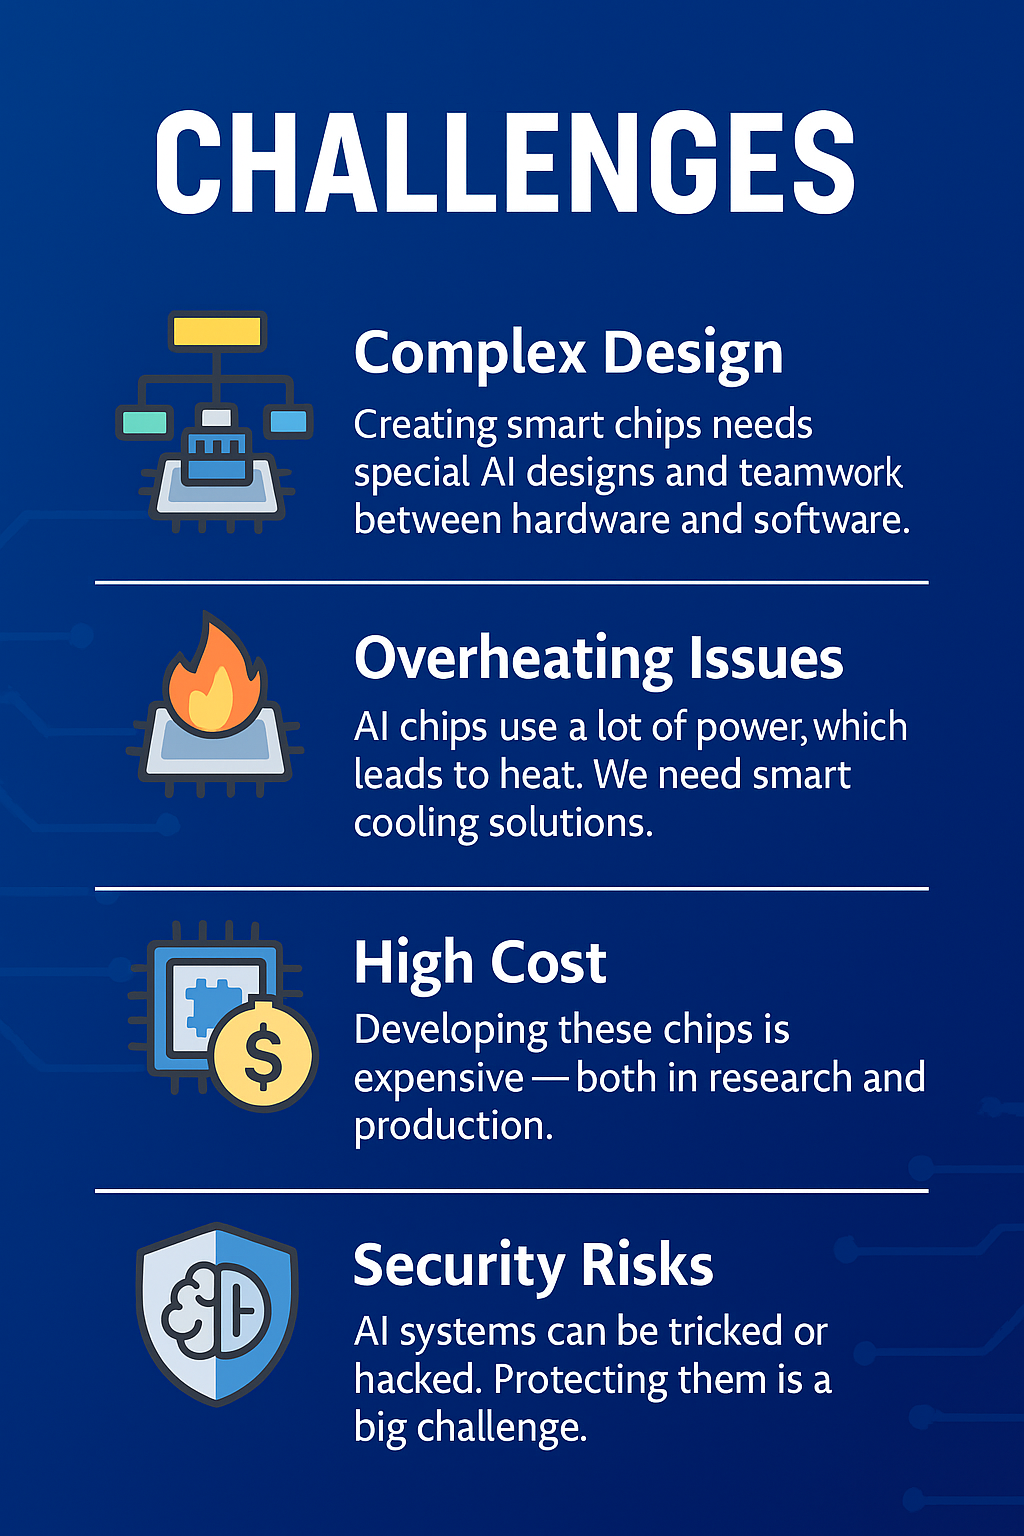 CHALLENGES
Complex Design
Creating smart chips needs
special AI designs and teamwork
between hardware and software.
Overheating Issues
AI chips use a lot of power, which
leads to heat. We need smart
cooling solutions.
High Cost
$
Developing these chips is
expensive — both in research and
production.
Security Risks
AI systems can be tricked or
hacked. Protecting them is a
big challenge.